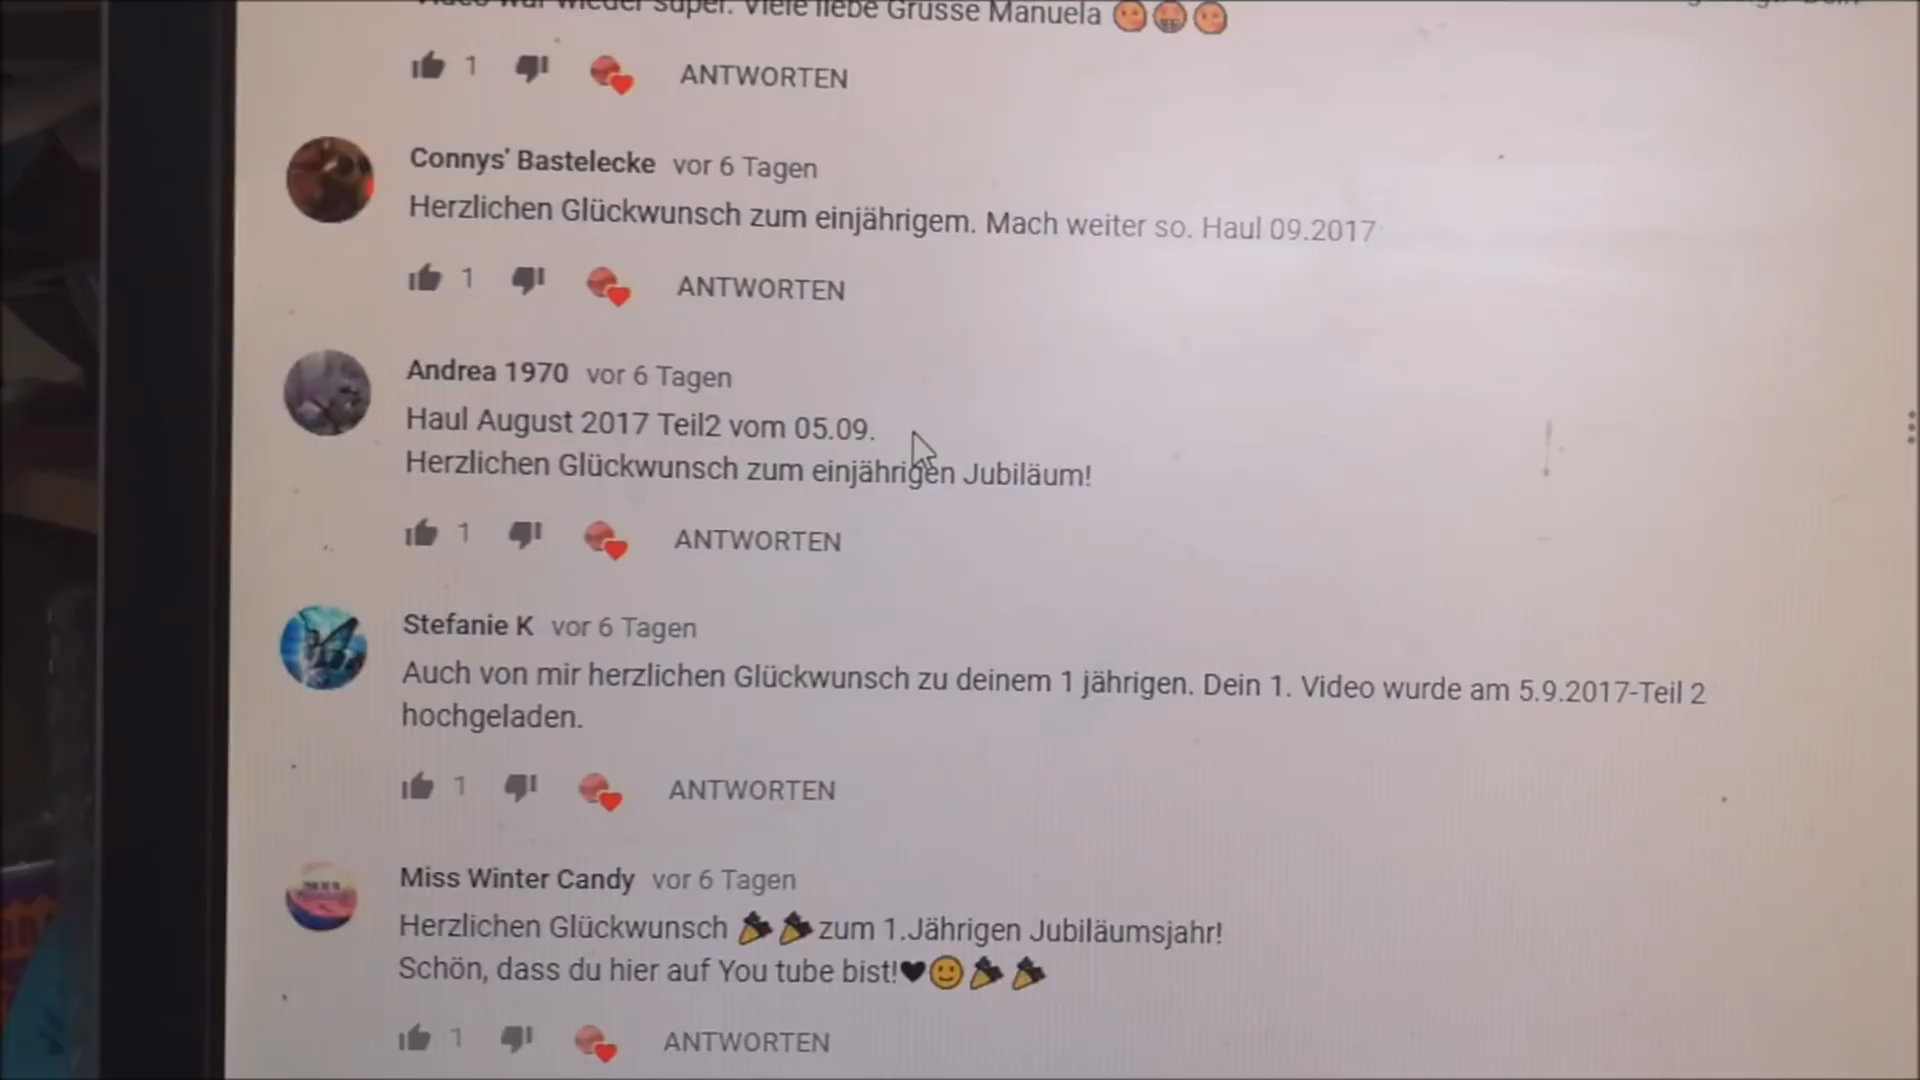 Video war wieder super. Viele liebe Grüsse Manuela
1 ANTWORTEN
Connys' Bastelecke vor 6 Tagen
Herzlichen Glückwunsch zum einjährigem. Mach weiter so. Haul 09.2017
1 ANTWORTEN
Andrea 1970 vor 6 Tagen
Haul August 2017 Teil2 vom 05.09.
Herzlichen Glückwunsch zum einjährigen Jubiläum!
1 ANTWORTEN
Stefanie K vor 6 Tagen
Auch von mir herzlichen Glückwunsch zu deinem 1 jährigen. Dein 1. Video wurde am 5.9.2017-Teil 2
hochgeladen.
1 ANTWORTEN
Miss Winter Candy vor 6 Tagen
Herzlichen Glückwunsch 🎉🎉 zum 1.Jährigen Jubiläumsjahr!
Schön, dass du hier auf You tube bist!♥🙂🎉🎉
1 ANTWORTEN